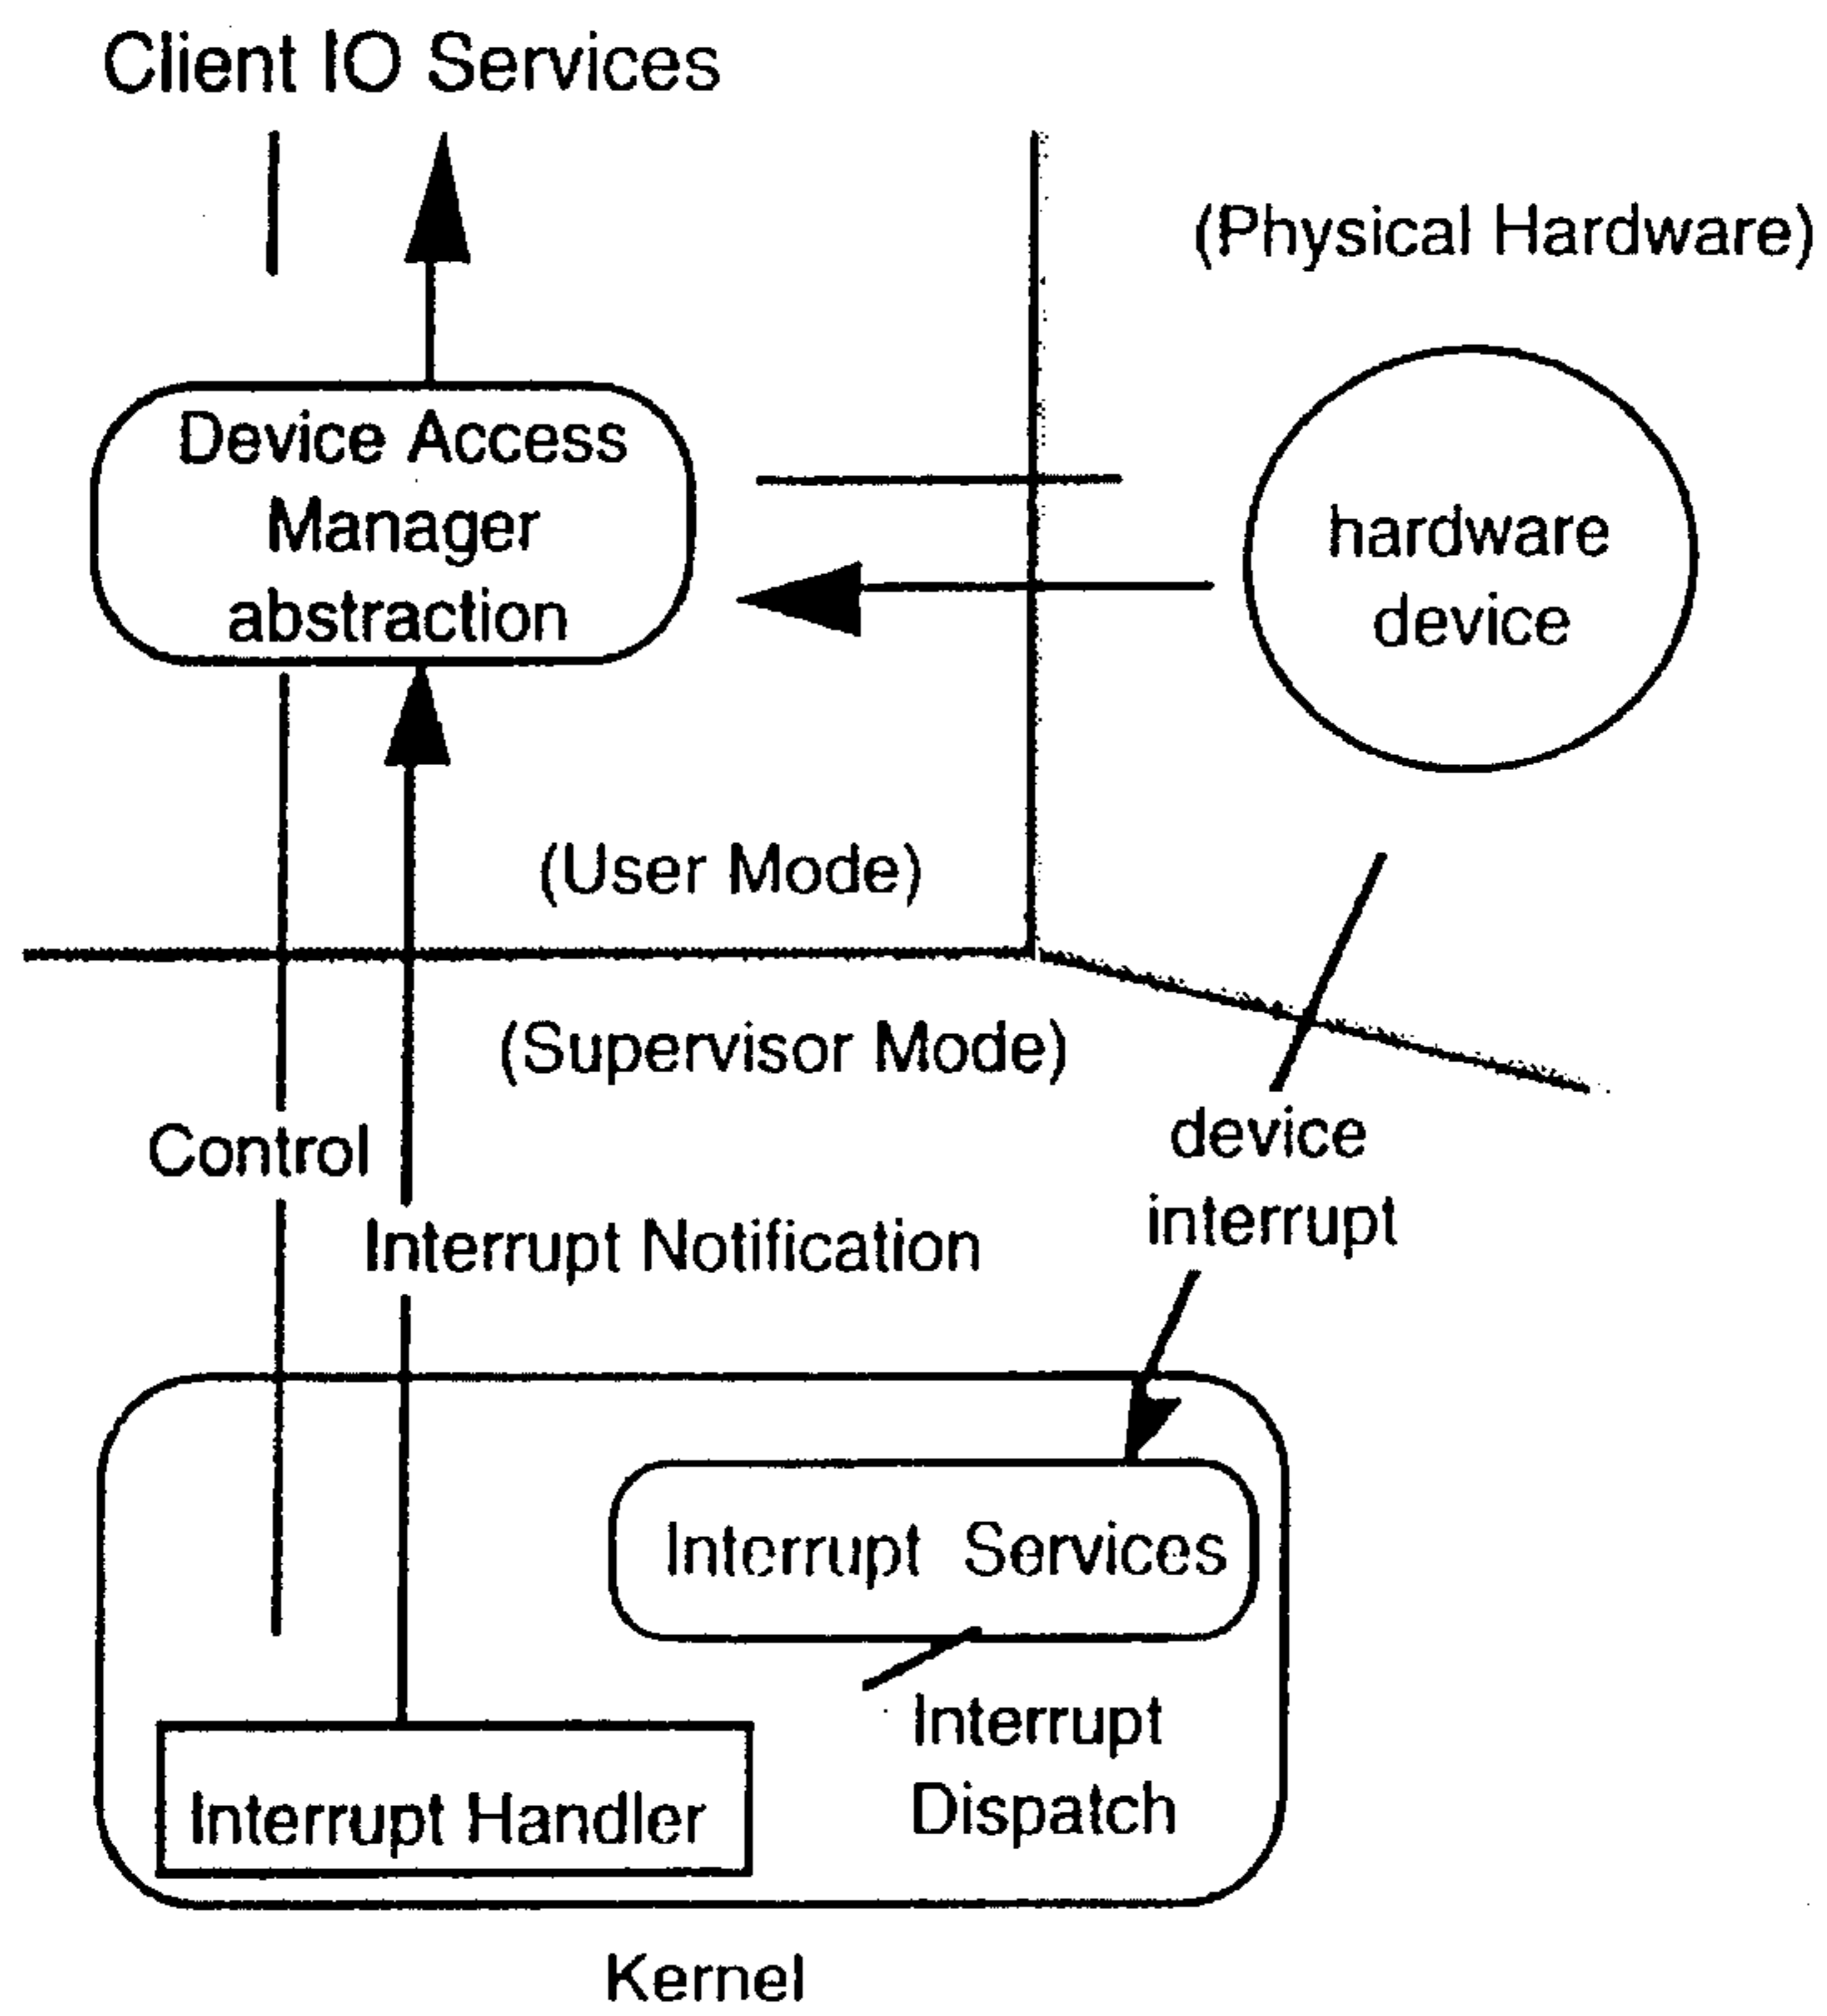 Client IO Services
(Physical Hardware)
Device Access
Manager
abstraction
hardware
device
(User Mode)
(Supervisor Mode)
Control
device
interrupt
Interrupt Notification
Interrupt Services
Interrupt
Dispatch
Interrupt Handler
Kernel